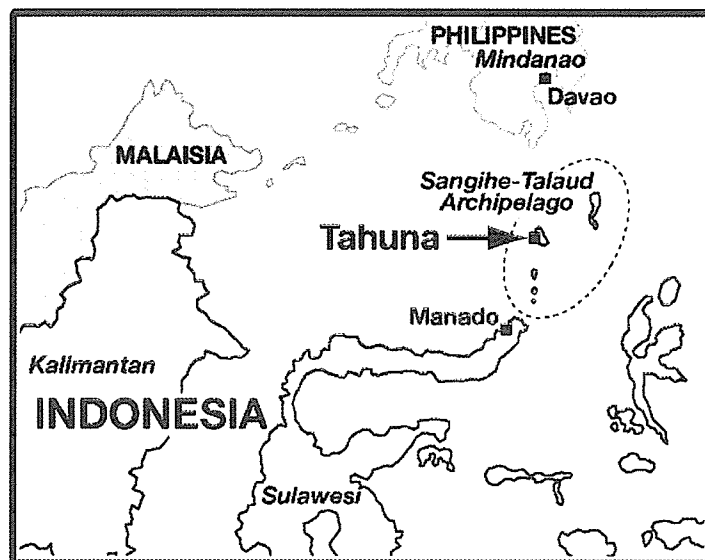 PHILIPPINES
Mindanao
Davao
MALAISIA
Sangihe-Talaud
Archipelago
Tahuna
Manado
Kalimantan
INDONESIA
Sulawesi